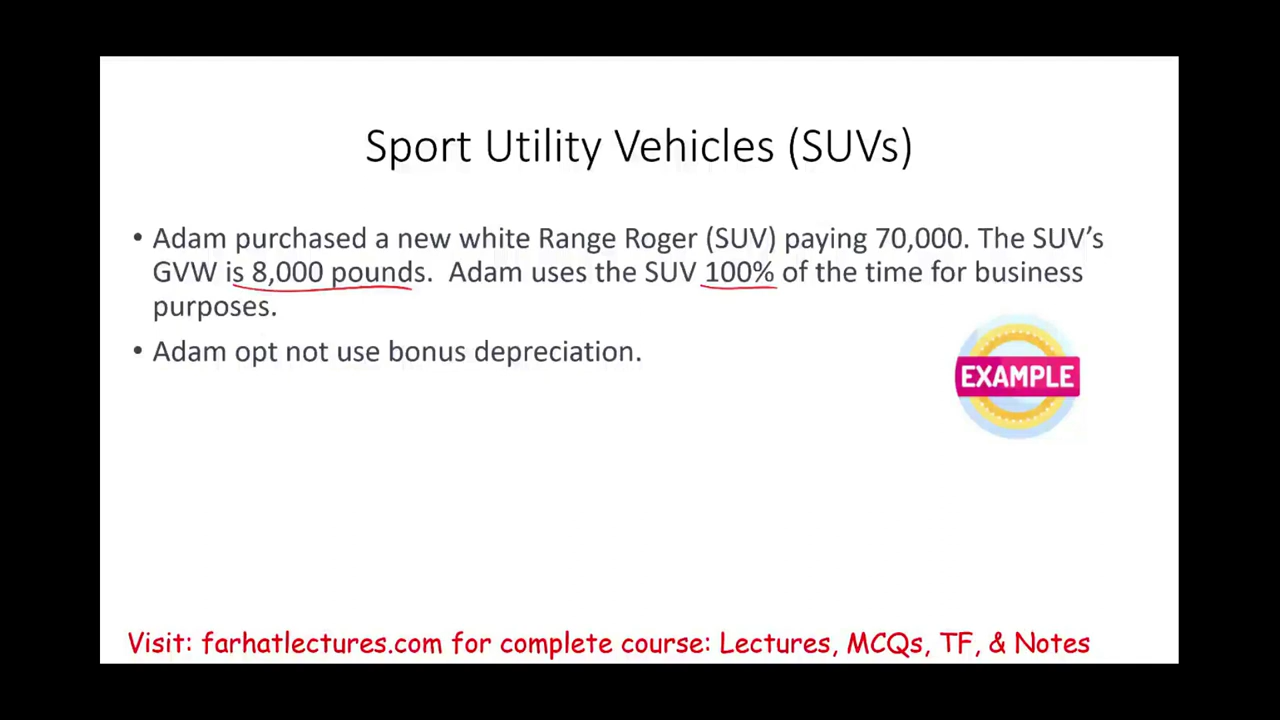 Sport Utility Vehicles (SUVs)
• Adam purchased a new white Range Roger (SUV) paying 70,000. The SUV’s
GVW is 8,000 pounds.  Adam uses the SUV 100% of the time for business
purposes.
• Adam opt not use bonus depreciation.
EXAMPLE
Visit: farhatlectures.com for complete course: Lectures, MCQs, TF, & Notes